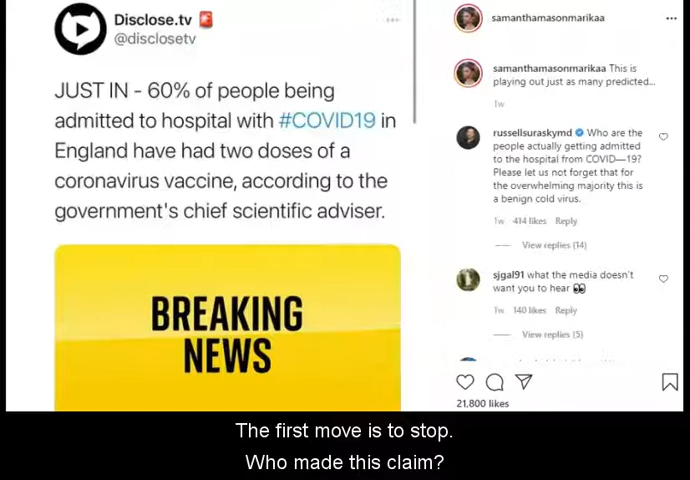 Disclose.tv 🚨
@disclosetv
JUST IN - 60% of people being
admitted to hospital with #COVID19 in
England have had two doses of a
coronavirus vaccine, according to the
government's chief scientific adviser.
BREAKING
NEWS
samanthamasonmarikaa
samanthamasonmarikaa This is
playing out just as many predicted...
1w
russellsuraskymd Who are the
people actually getting admitted
to the hospital from COVID—19?
Please let us not forget that for
the overwhelming majority this is
a benign cold virus.
1w 414 likes Reply
View replies (14)
sjgal91 what the media doesn't
want you to hear 👀
1w 140 likes Reply
View replies (5)
21,800 likes
The first move is to stop.
Who made this claim?